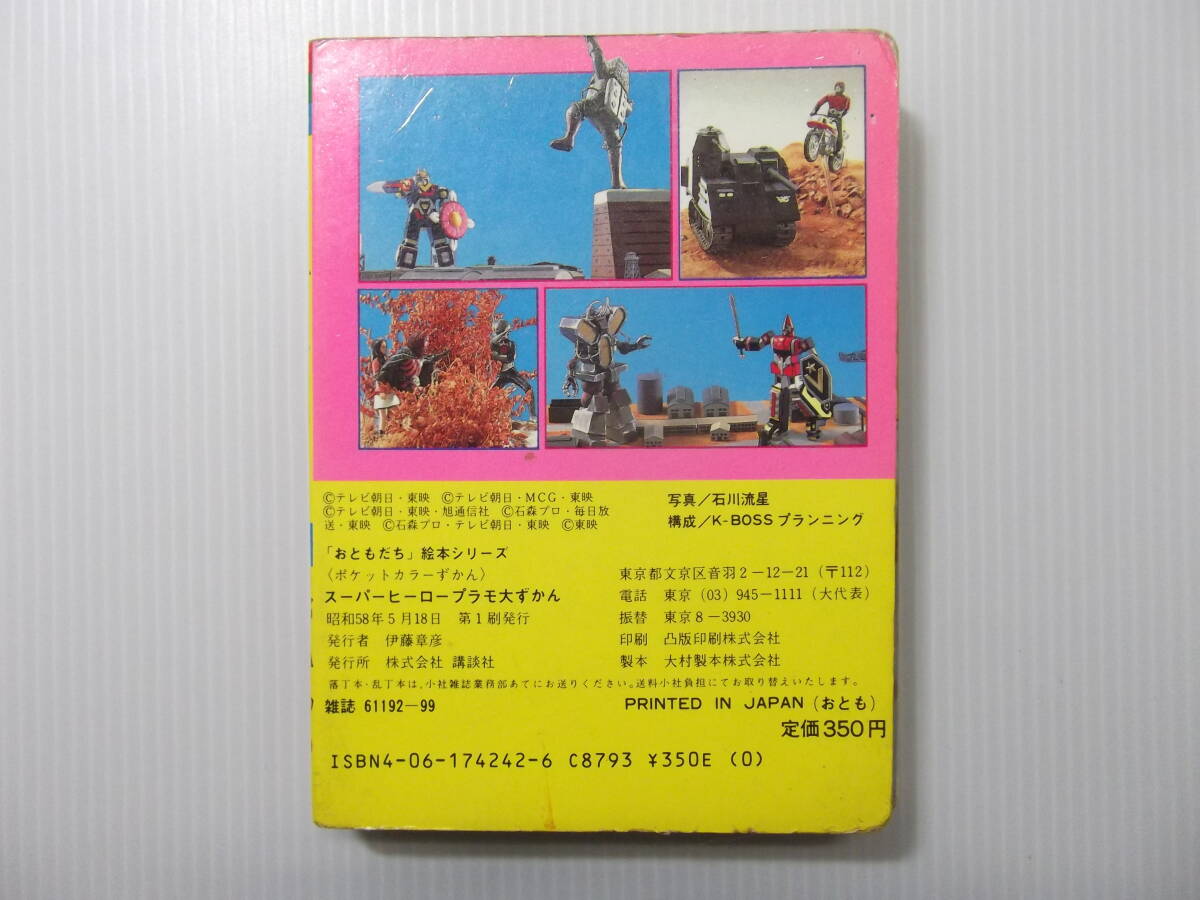 ©テレビ朝日・東映 ©テレビ朝日・MCG・東映
©テレビ朝日・東映・旭通信社 ©石森プロ・毎日放
送・東映 ©石森プロ・テレビ朝日・東映 ©東映
写真／石川流星
構成／K-BOSSプランニング
「おともだち」絵本シリーズ
〈ポケットカラーずかん〉
スーパーヒーロープラモ大ずかん
昭和58年5月18日 第1刷発行
発行者 伊藤章彦
発行所 株式会社 講談社
東京都文京区音羽2－12－21（〒112）
電話 東京（03）945－1111（大代表）
振替 東京8－3930
印刷 凸版印刷株式会社
製本 大村製本株式会社
落丁本・乱丁本は、小社雑誌業務部あてにお送りください。送料小社負担にてお取り替えいたします。
雑誌 61192－99
PRINTED IN JAPAN（おとも）
定価350円
ISBN4-06-174242-6 C8793 ¥350E (0)